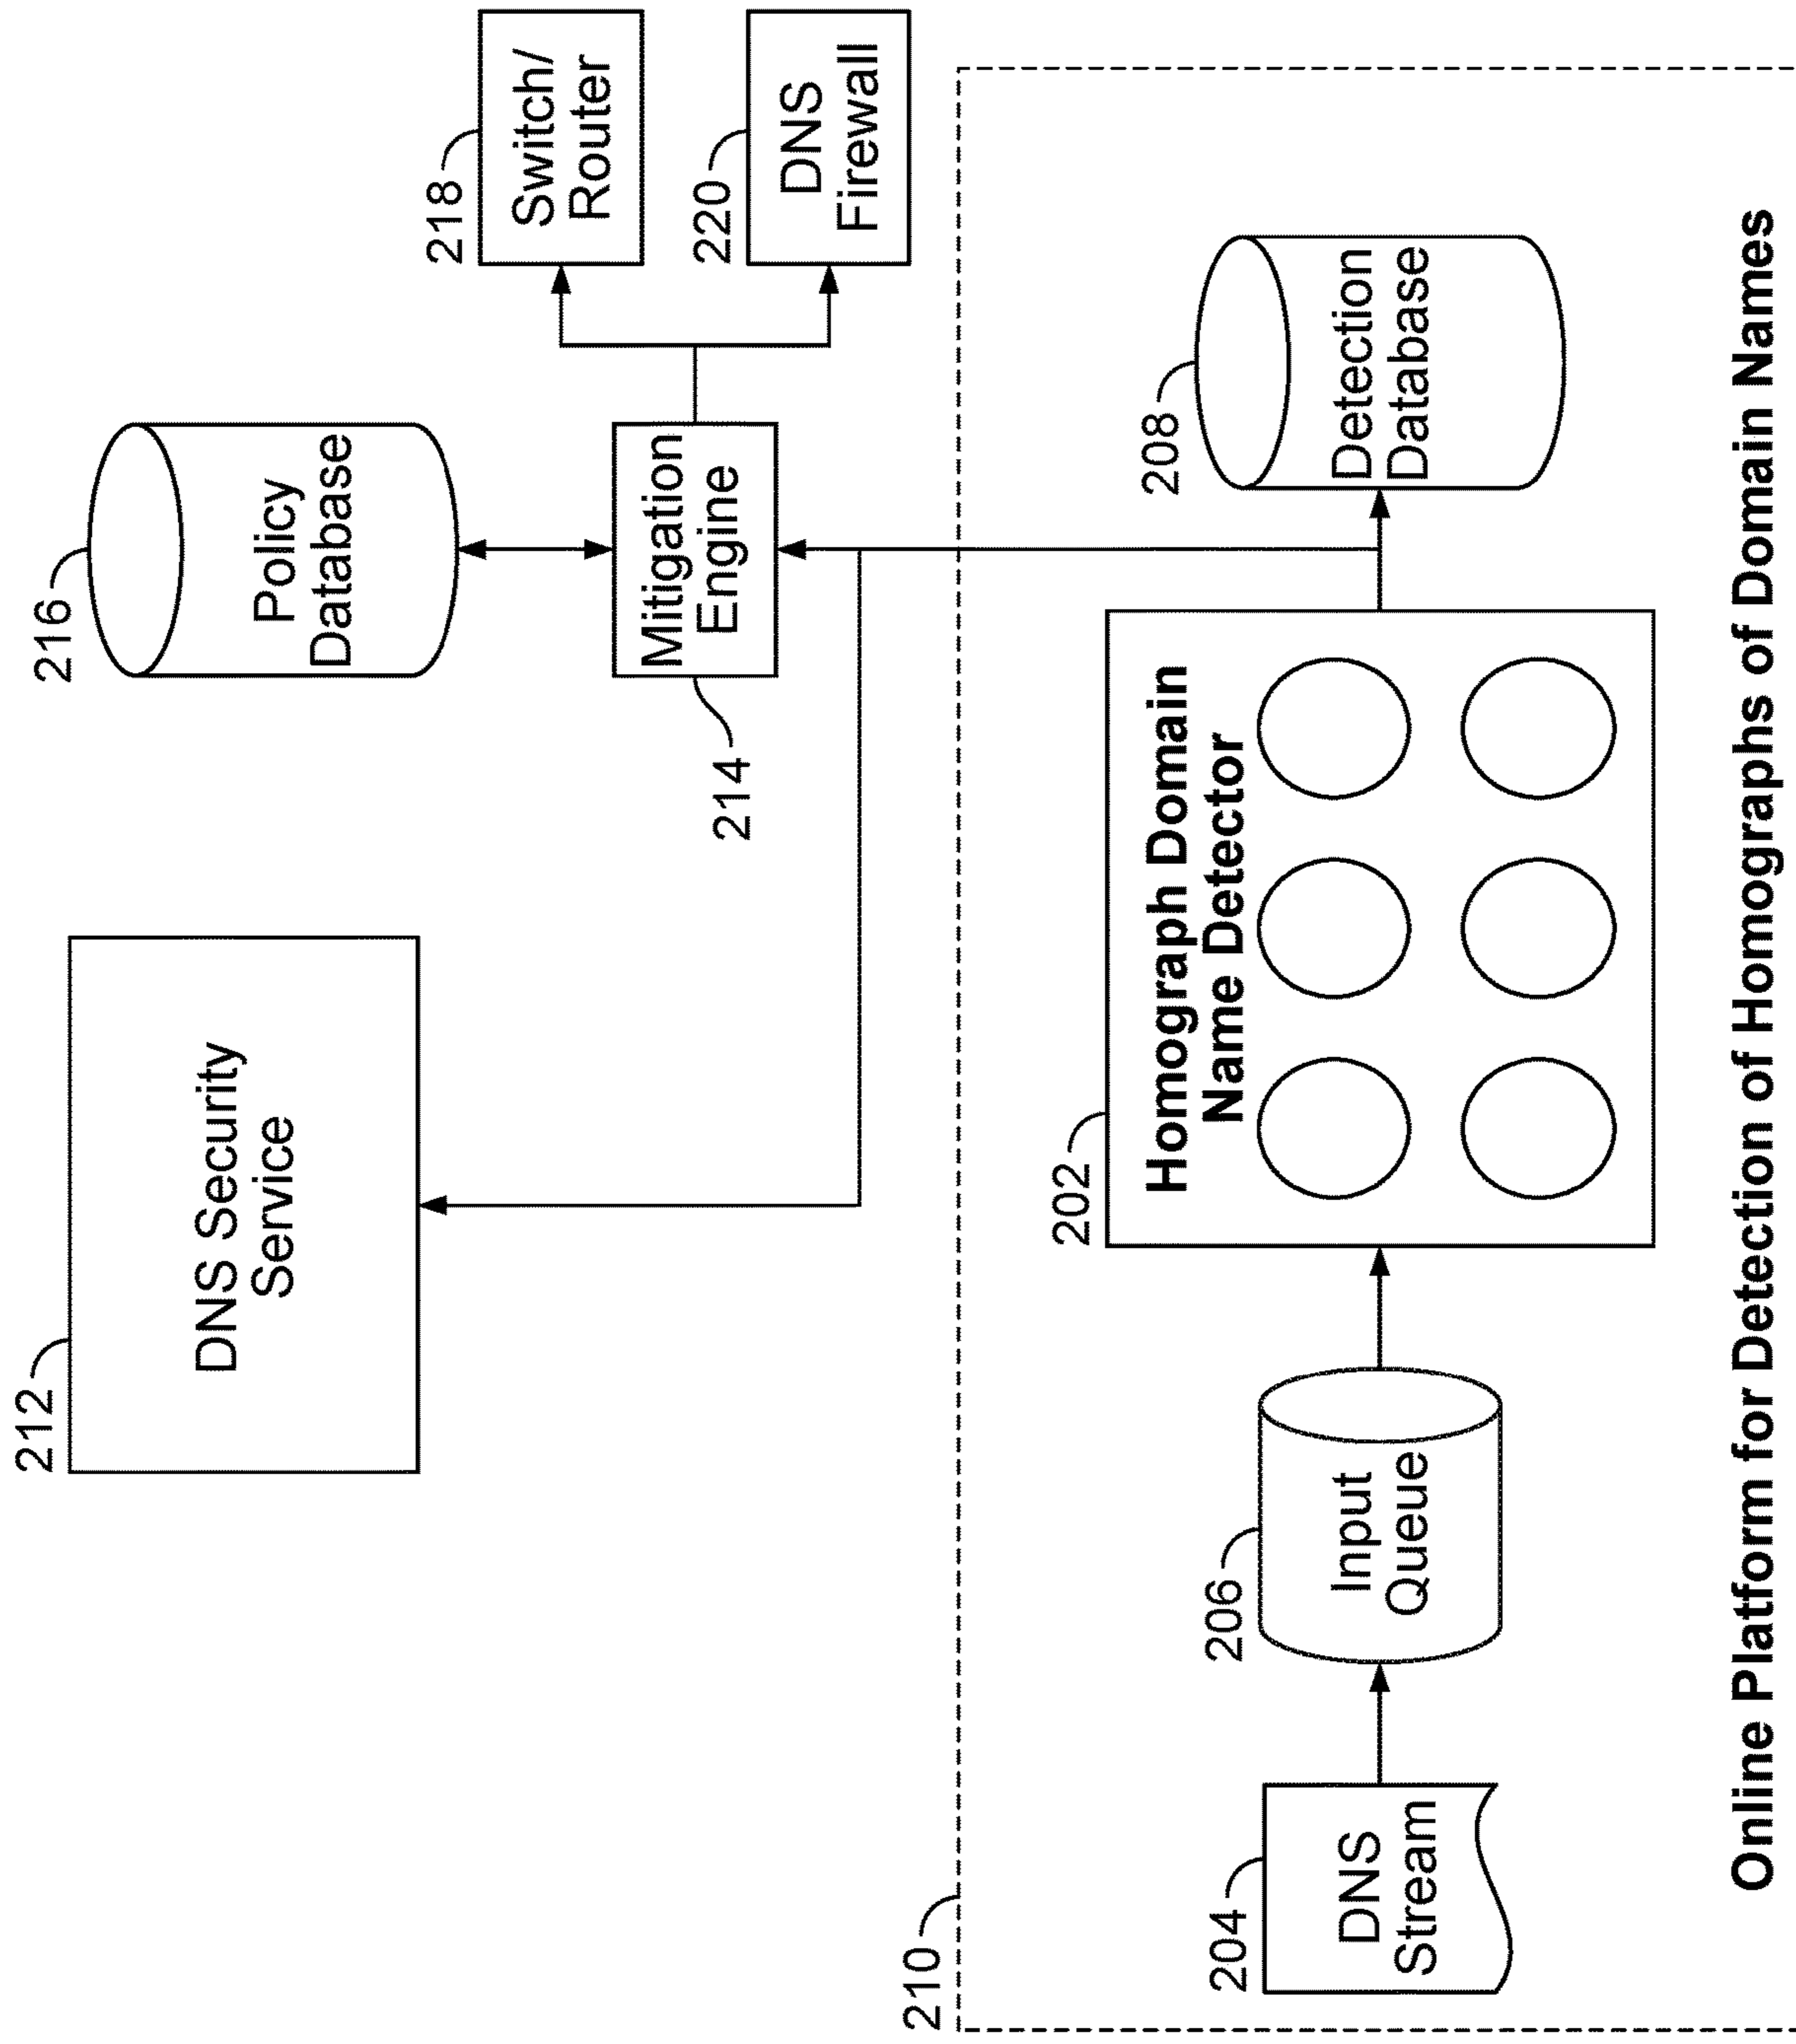 212
DNS Security
Service
216
Policy
Database
214
Mitigation
Engine
218
Switch/
Router
220
DNS
Firewall
210
204
DNS
Stream
206
Input
Queue
202
Homograph Domain
Name Detector
208
Detection
Database
Online Platform for Detection of Homographs of Domain Names